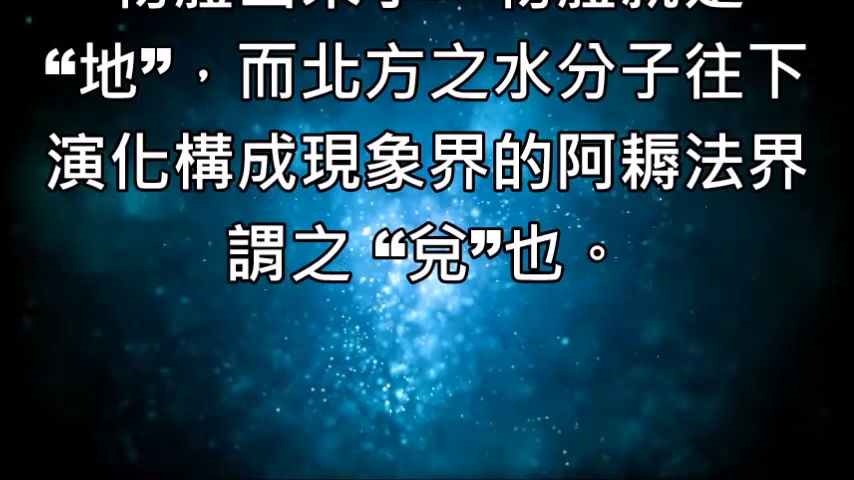 “地”，而北方之水分子往下
演化構成現象界的阿耨法界
謂之 “兌”也。